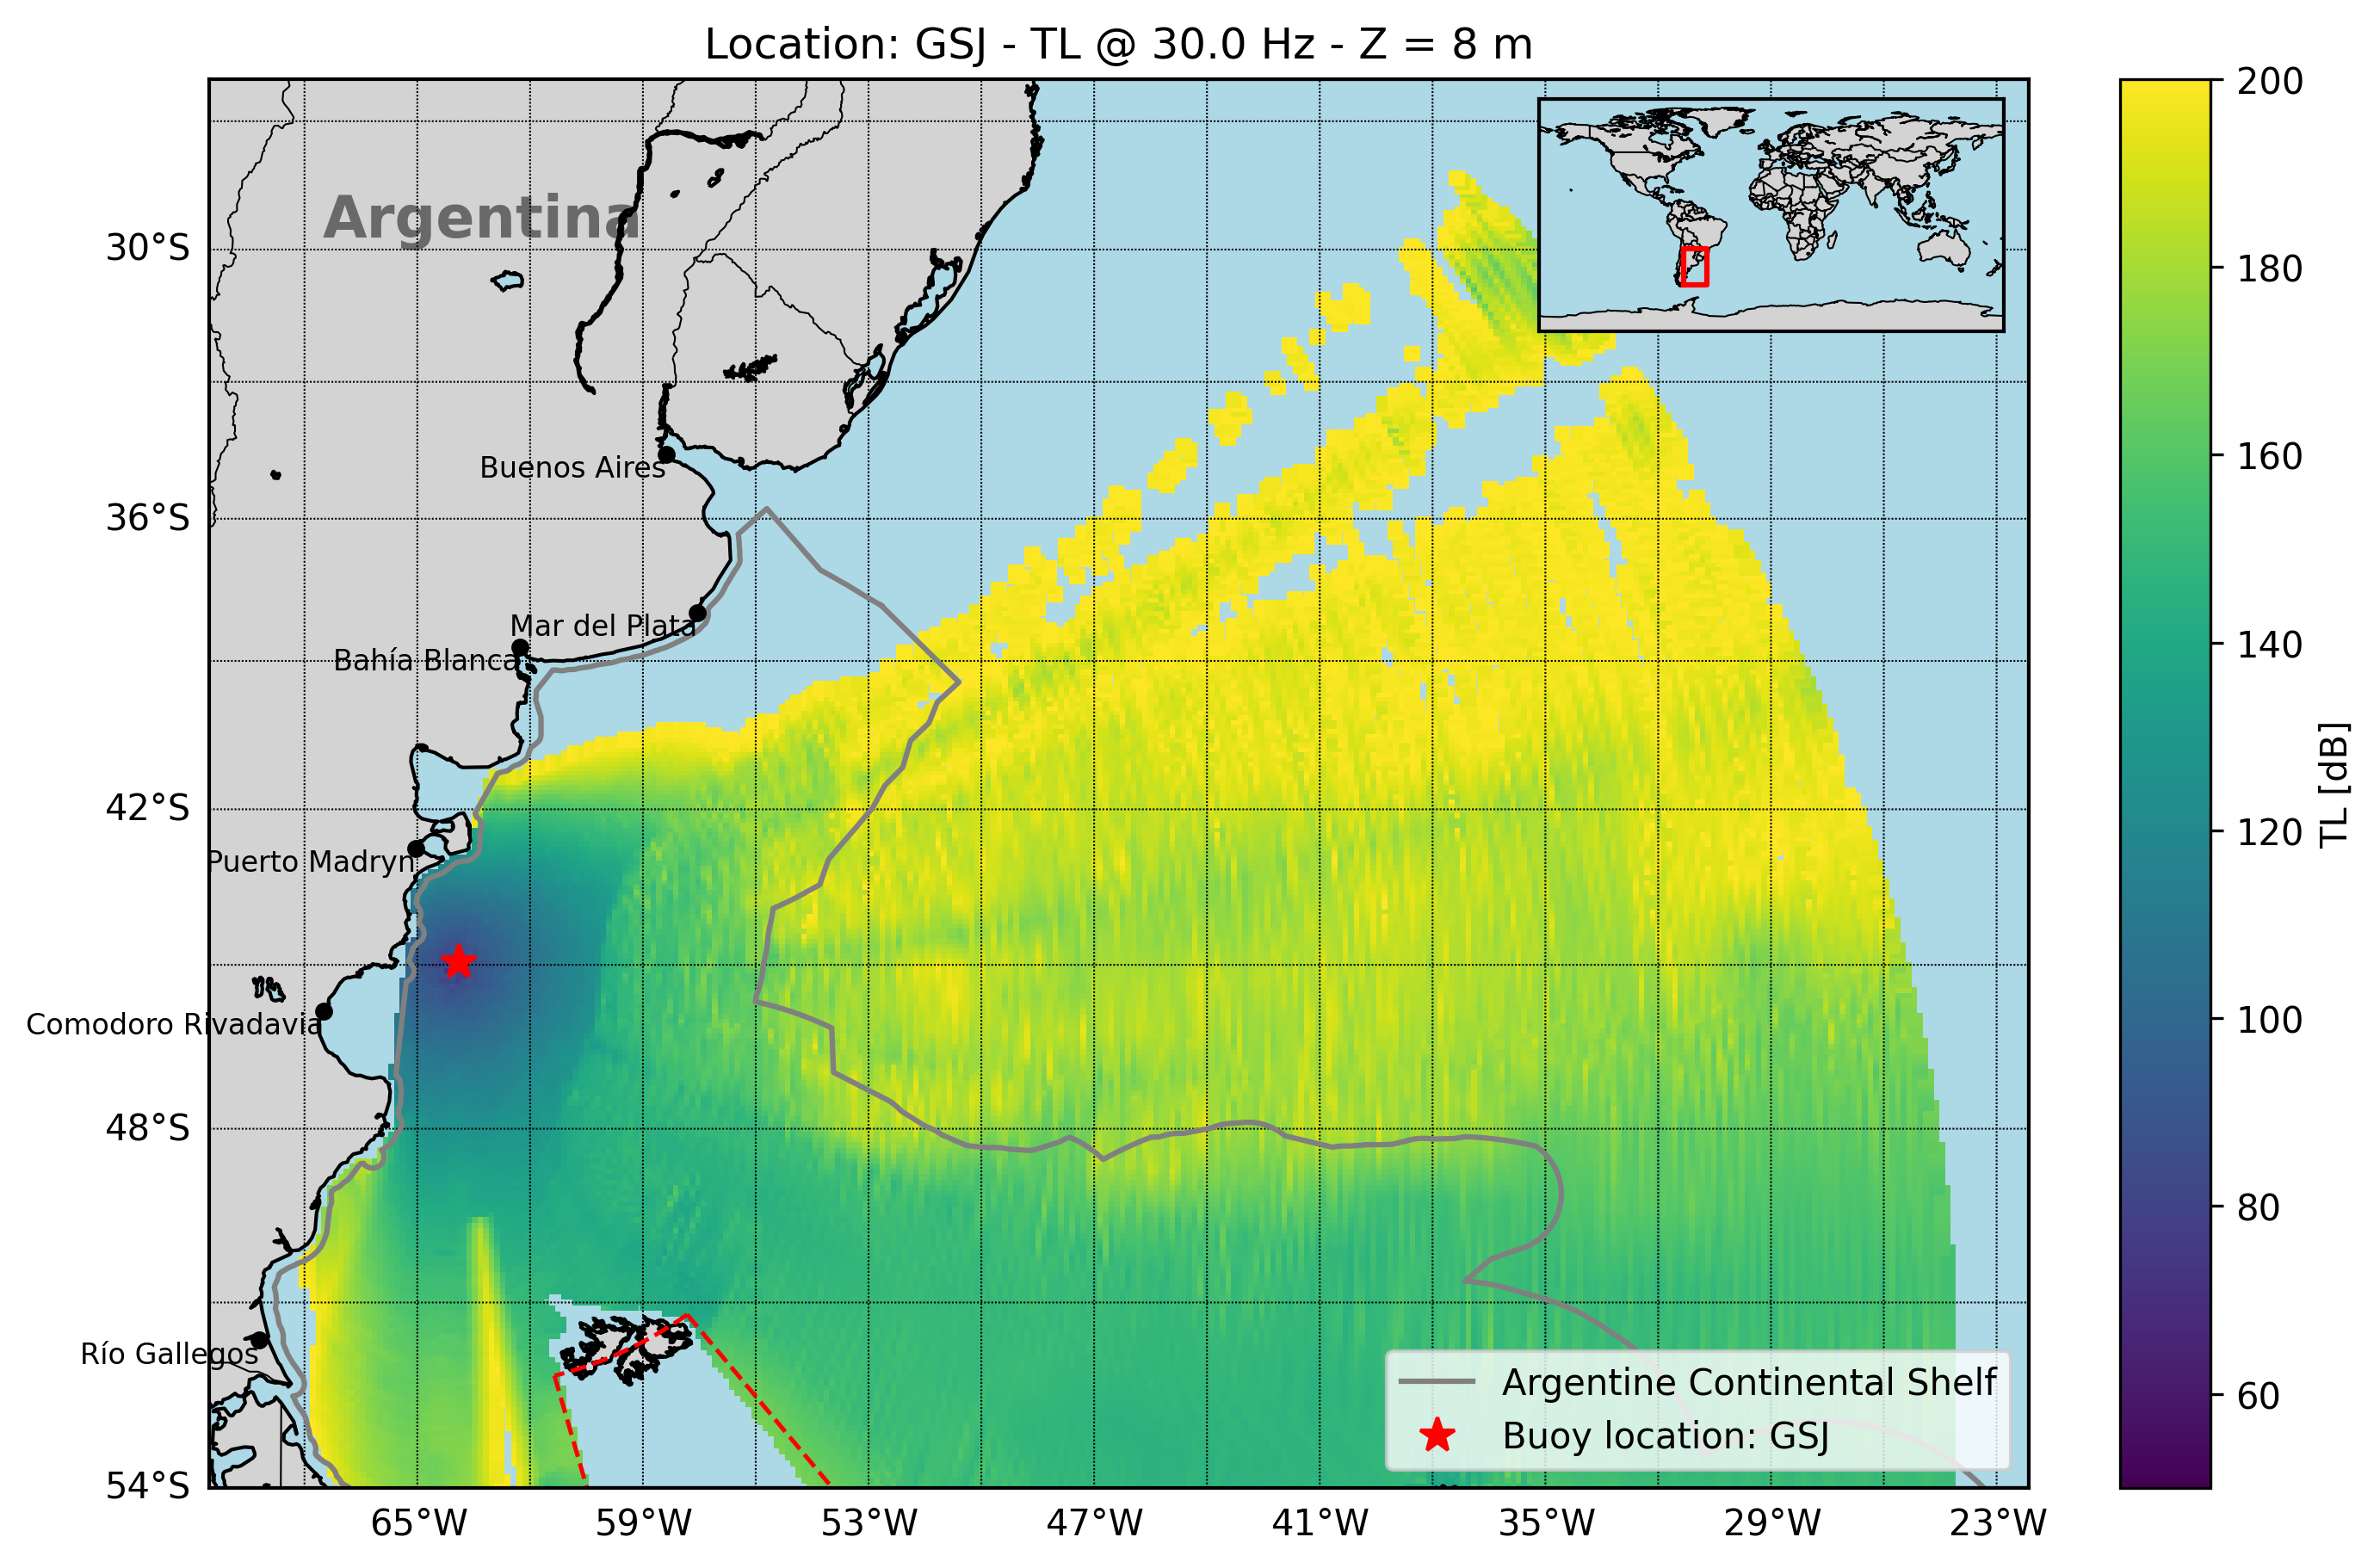 Location: GSJ - TL @ 30.0 Hz - Z = 8 m
Argentina
30°S
Buenos Aires
36°S
Mar del Plata
Bahía Blanca
42°S
Puerto Madryn
Comodoro Rivadavia
48°S
Río Gallegos
54°S
65°W
59°W
53°W
47°W
41°W
35°W
29°W
23°W
Argentine Continental Shelf
Buoy location: GSJ
200
180
160
140
120
100
80
60
TL [dB]